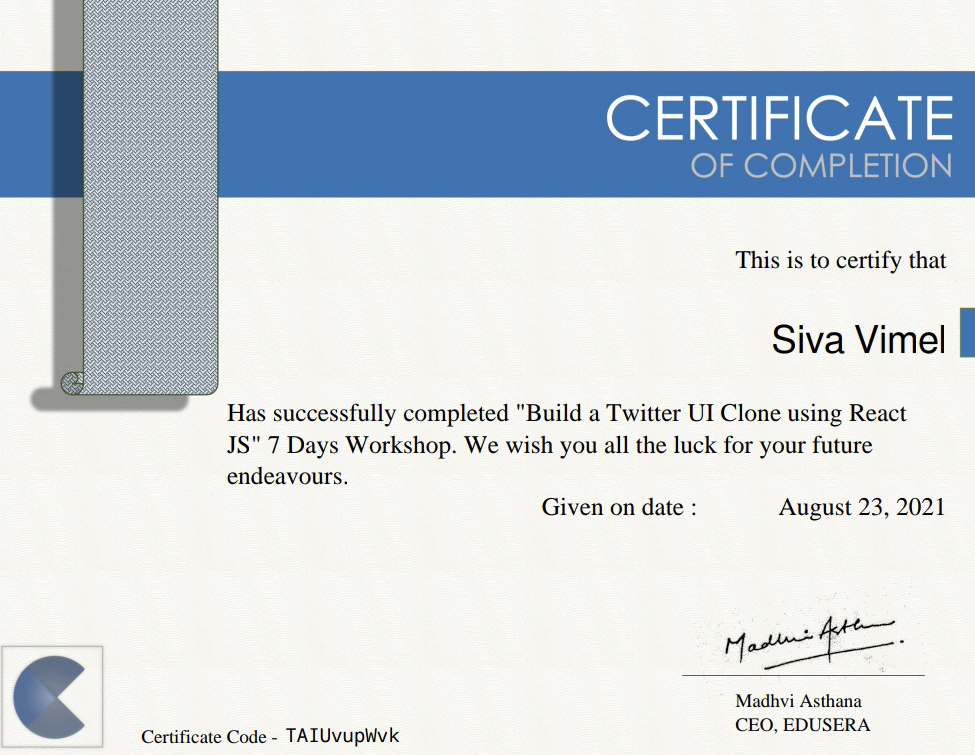 CERTIFICATE
OF COMPLETION
This is to certify that
Siva Vimel
Has successfully completed "Build a Twitter UI Clone using React
JS" 7 Days Workshop. We wish you all the luck for your future
endeavours.
Given on date : August 23, 2021
Madhvi Asthana
Madhvi Asthana
CEO, EDUSERA
Certificate Code - TAIUvupWvk